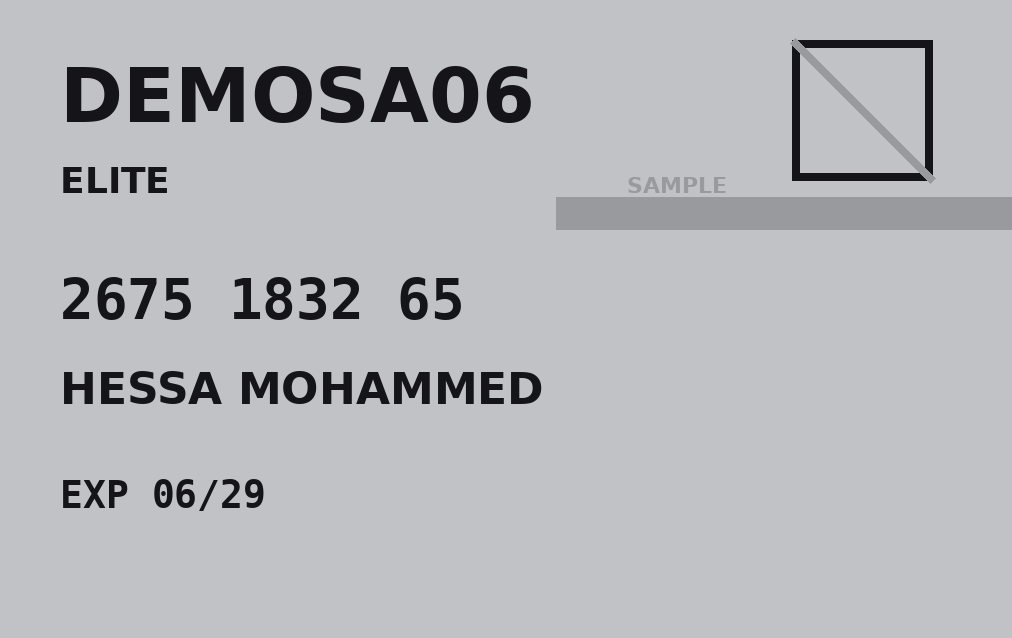 DEMOSA06
ELITE
SAMPLE
2675 1832 65
HESSA MOHAMMED
EXP 06/29